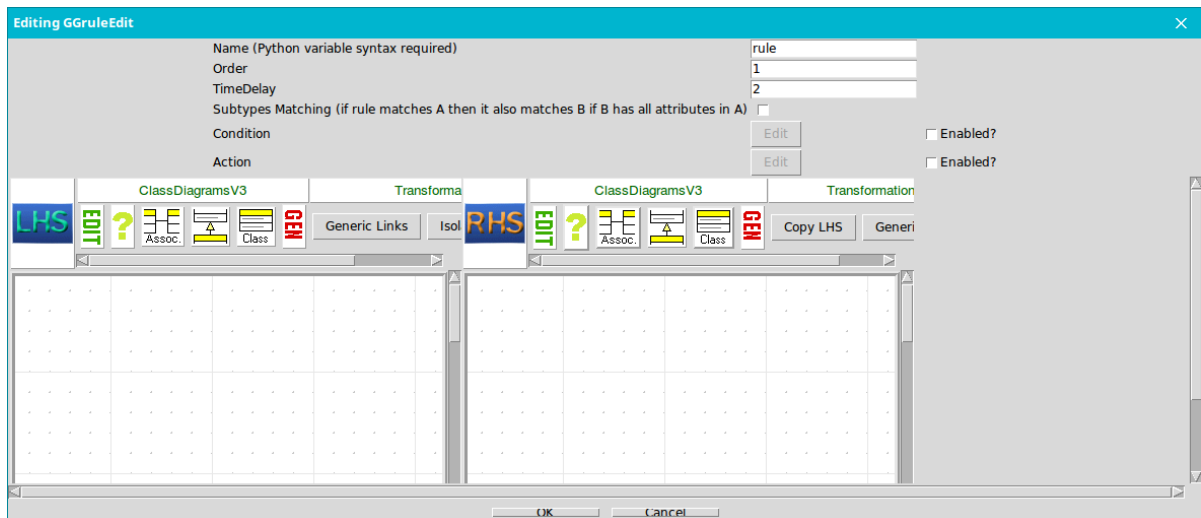 Editing GGruleEdit
Name (Python variable syntax required) rule
Order 1
TimeDelay 2
Subtypes Matching (if rule matches A then it also matches B if B has all attributes in A)
Condition Edit Enabled?
Action Edit Enabled?
ClassDiagramsV3 Transforma ClassDiagramsV3 Transformation
LHS EDIT ? Assoc. Class GEN Generic Links Isol RHS EDIT ? Assoc. Class GEN Copy LHS Generi
OK Cancel